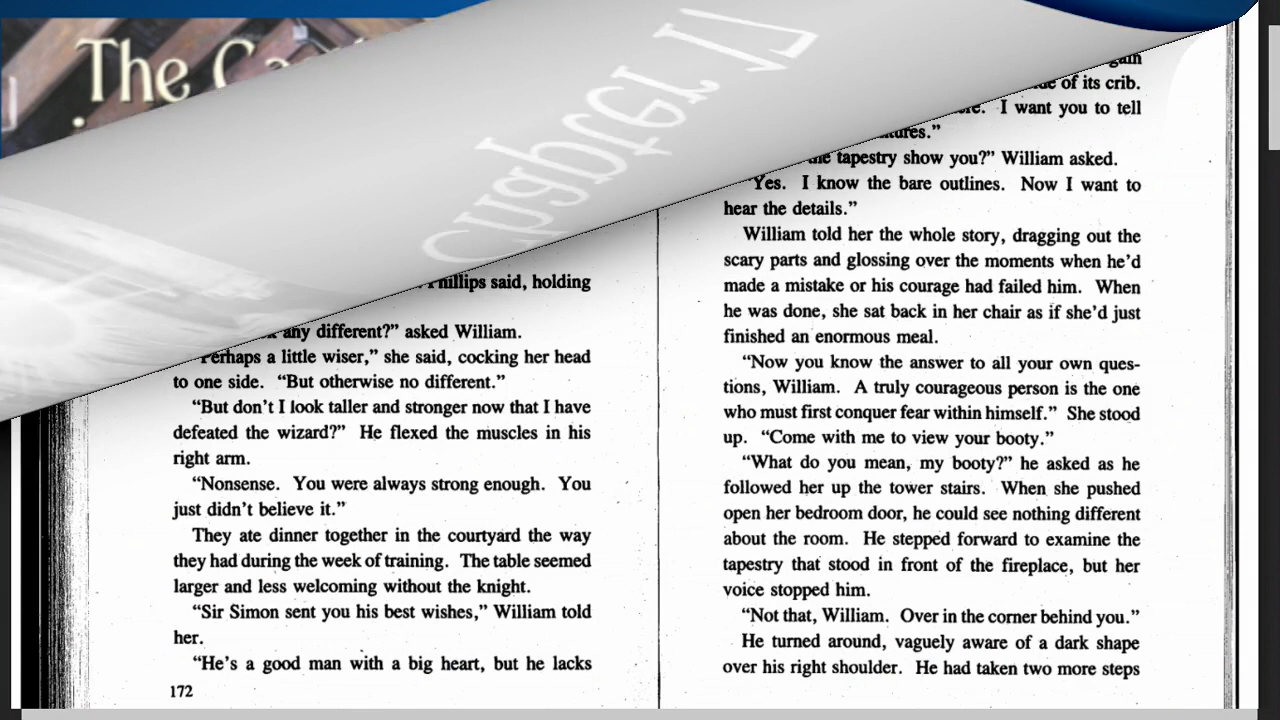 The
Chapter 17
Phillips said, holding
any different?” asked William.
“Perhaps a little wiser,” she said, cocking her head
to one side. “But otherwise no different.”
“But don’t I look taller and stronger now that I have
defeated the wizard?” He flexed the muscles in his
right arm.
“Nonsense. You were always strong enough. You
just didn’t believe it.”
They ate dinner together in the courtyard the way
they had during the week of training. The table seemed
larger and less welcoming without the knight.
“Sir Simon sent you his best wishes,” William told
her.
“He’s a good man with a big heart, but he lacks
172
of its crib.
I want you to tell
the tapestry show you?” William asked.
“Yes. I know the bare outlines. Now I want to
hear the details.”
William told her the whole story, dragging out the
scary parts and glossing over the moments when he’d
made a mistake or his courage had failed him. When
he was done, she sat back in her chair as if she’d just
finished an enormous meal.
“Now you know the answer to all your own ques-
tions, William. A truly courageous person is the one
who must first conquer fear within himself.” She stood
up. “Come with me to view your booty.”
“What do you mean, my booty?” he asked as he
followed her up the tower stairs. When she pushed
open her bedroom door, he could see nothing different
about the room. He stepped forward to examine the
tapestry that stood in front of the fireplace, but her
voice stopped him.
“Not that, William. Over in the corner behind you.”
He turned around, vaguely aware of a dark shape
over his right shoulder. He had taken two more steps